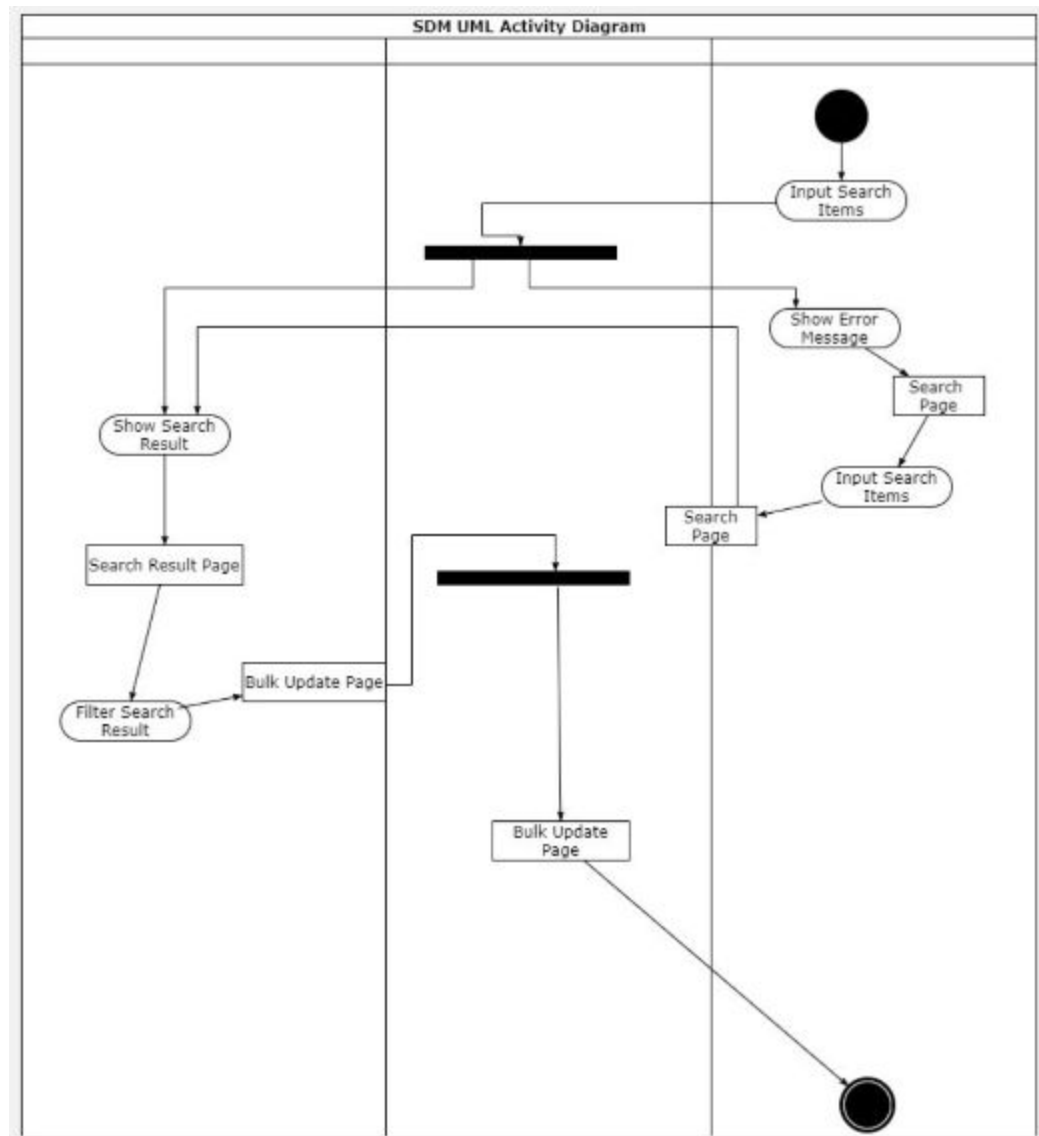 SDM UML Activity Diagram
Input Search
Items
Show Error
Message
Search
Page
Show Search
Result
Input Search
Items
Search
Page
Search Result Page
Bulk Update Page
Filter Search
Result
Bulk Update
Page